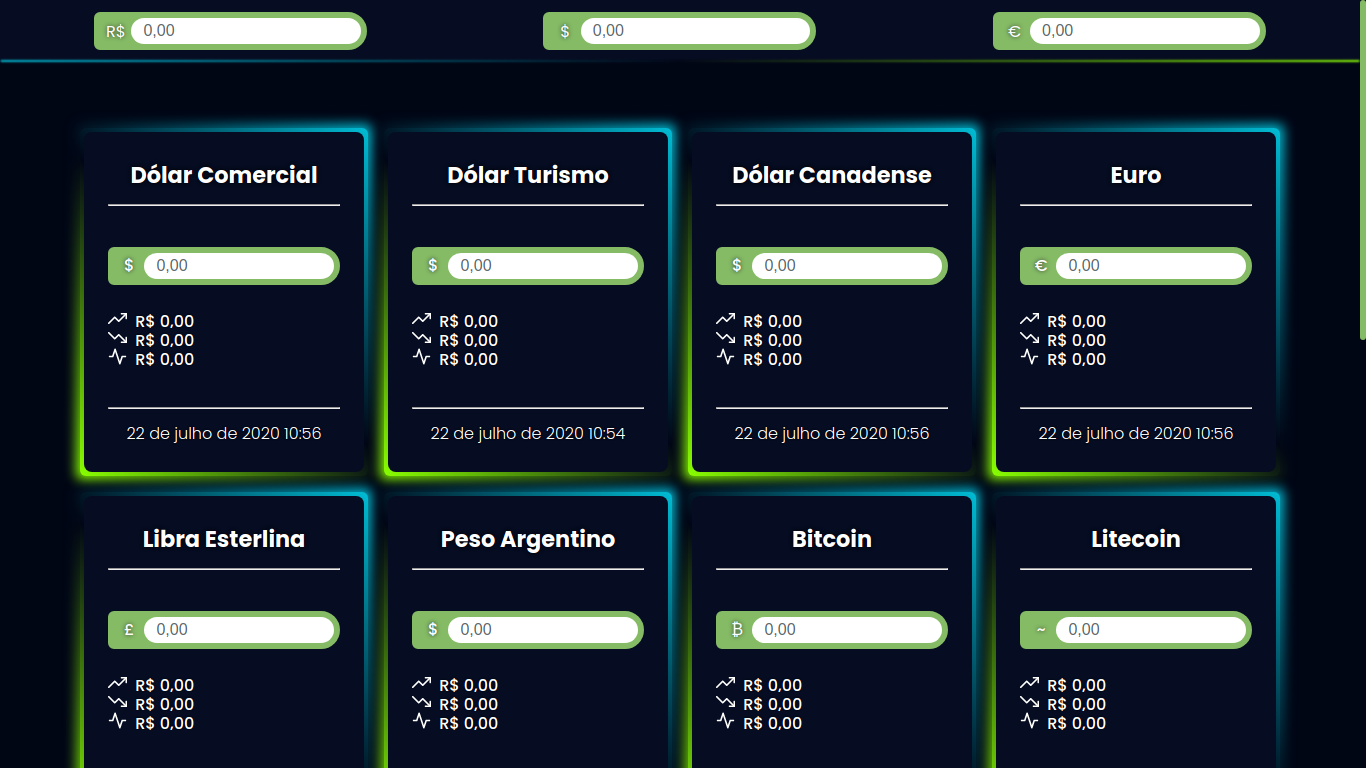 R$ 0,00
$ 0,00
€ 0,00
Dólar Comercial
$ 0,00
R$ 0,00
R$ 0,00
R$ 0,00
22 de julho de 2020 10:56
Dólar Turismo
$ 0,00
R$ 0,00
R$ 0,00
R$ 0,00
22 de julho de 2020 10:54
Dólar Canadense
$ 0,00
R$ 0,00
R$ 0,00
R$ 0,00
22 de julho de 2020 10:56
Euro
€ 0,00
R$ 0,00
R$ 0,00
R$ 0,00
22 de julho de 2020 10:56
Libra Esterlina
£ 0,00
R$ 0,00
R$ 0,00
R$ 0,00
Peso Argentino
$ 0,00
R$ 0,00
R$ 0,00
R$ 0,00
Bitcoin
₿ 0,00
R$ 0,00
R$ 0,00
R$ 0,00
Litecoin
~ 0,00
R$ 0,00
R$ 0,00
R$ 0,00